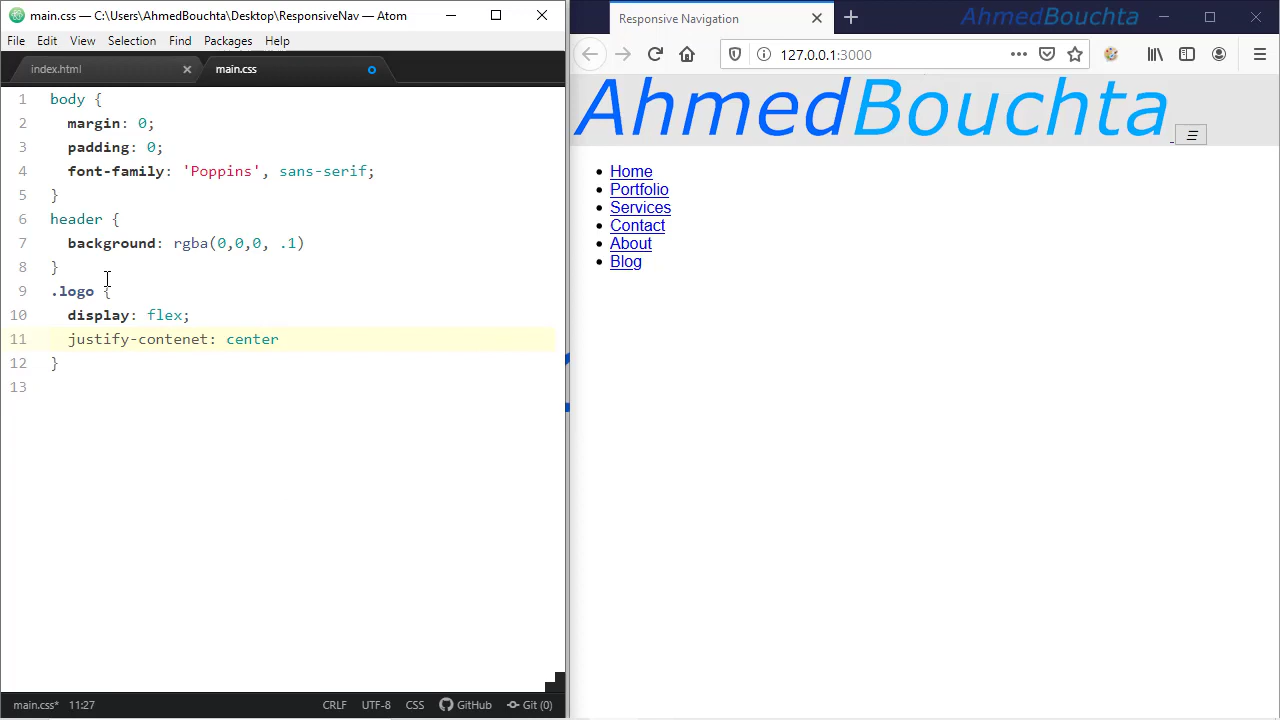 main.css — C:\Users\AhmedBouchta\Desktop\ResponsiveNav — Atom
File Edit View Selection Find Packages Help
index.html main.css
1 body {
2 margin: 0;
3 padding: 0;
4 font-family: 'Poppins', sans-serif;
5 }
6 header {
7 background: rgba(0,0,0, .1)
8 }
9 .logo {
10 display: flex;
11 justify-contenet: center
12 }
13
main.css* 11:27 CRLF UTF-8 CSS GitHub Git (0)
Responsive Navigation AhmedBouchta
127.0.0.1:3000
AhmedBouchta
Home
Portfolio
Services
Contact
About
Blog